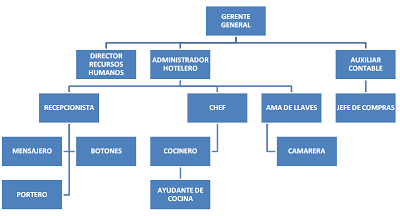 GERENTE
GENERAL
DIRECTOR
RECURSOS
HUMANOS
ADMINISTRADOR
HOTELERO
AUXILIAR
CONTABLE
RECEPCIONISTA
CHEF
AMA DE LLAVES
JEFE DE COMPRAS
MENSAJERO
BOTONES
COCINERO
CAMARERA
PORTERO
AYUDANTE DE
COCINA